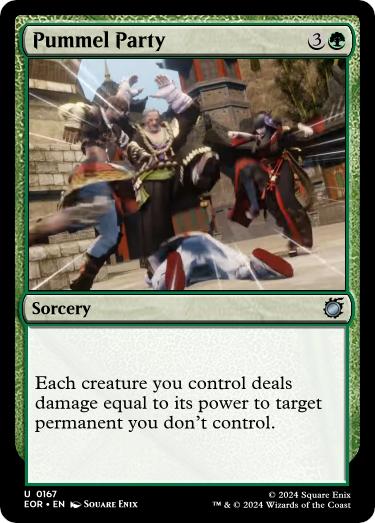 Pummel Party 3
Sorcery
Each creature you control deals
damage equal to its power to target
permanent you don't control.
U 0167 © 2024 Square Enix
EOR • EN SQUARE ENIX ™ & © 2024 Wizards of the Coast